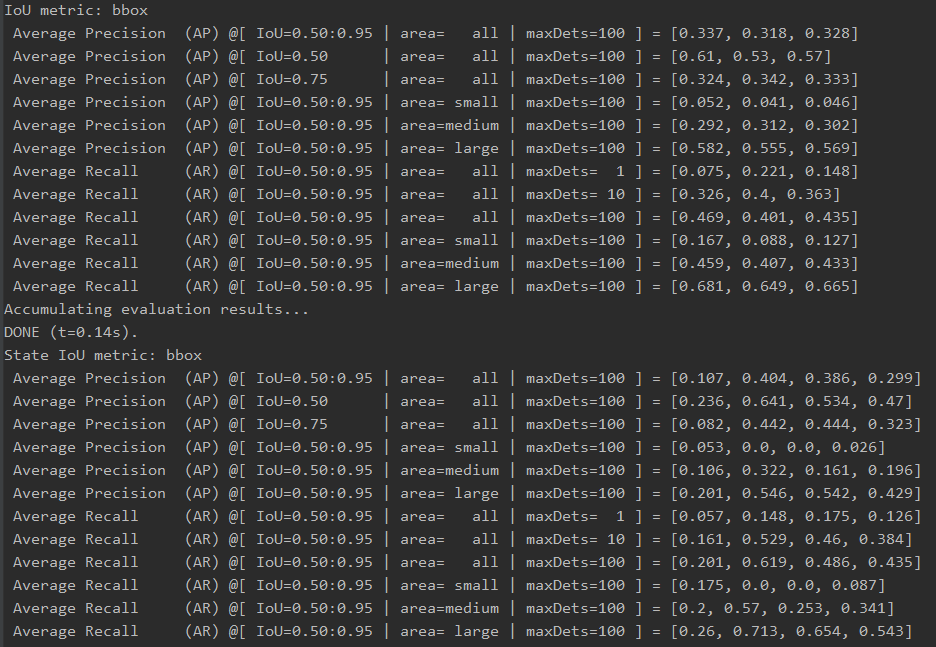 IoU metric: bbox
 Average Precision  (AP) @[ IoU=0.50:0.95 | area=   all | maxDets=100 ] = [0.337, 0.318, 0.328]
 Average Precision  (AP) @[ IoU=0.50      | area=   all | maxDets=100 ] = [0.61, 0.53, 0.57]
 Average Precision  (AP) @[ IoU=0.75      | area=   all | maxDets=100 ] = [0.324, 0.342, 0.333]
 Average Precision  (AP) @[ IoU=0.50:0.95 | area= small | maxDets=100 ] = [0.052, 0.041, 0.046]
 Average Precision  (AP) @[ IoU=0.50:0.95 | area=medium | maxDets=100 ] = [0.292, 0.312, 0.302]
 Average Precision  (AP) @[ IoU=0.50:0.95 | area= large | maxDets=100 ] = [0.582, 0.555, 0.569]
 Average Recall     (AR) @[ IoU=0.50:0.95 | area=   all | maxDets=  1 ] = [0.075, 0.221, 0.148]
 Average Recall     (AR) @[ IoU=0.50:0.95 | area=   all | maxDets= 10 ] = [0.326, 0.4, 0.363]
 Average Recall     (AR) @[ IoU=0.50:0.95 | area=   all | maxDets=100 ] = [0.469, 0.401, 0.435]
 Average Recall     (AR) @[ IoU=0.50:0.95 | area= small | maxDets=100 ] = [0.167, 0.088, 0.127]
 Average Recall     (AR) @[ IoU=0.50:0.95 | area=medium | maxDets=100 ] = [0.459, 0.407, 0.433]
 Average Recall     (AR) @[ IoU=0.50:0.95 | area= large | maxDets=100 ] = [0.681, 0.649, 0.665]
Accumulating evaluation results...
DONE (t=0.14s).
State IoU metric: bbox
 Average Precision  (AP) @[ IoU=0.50:0.95 | area=   all | maxDets=100 ] = [0.107, 0.404, 0.386, 0.299]
 Average Precision  (AP) @[ IoU=0.50      | area=   all | maxDets=100 ] = [0.236, 0.641, 0.534, 0.47]
 Average Precision  (AP) @[ IoU=0.75      | area=   all | maxDets=100 ] = [0.082, 0.442, 0.444, 0.323]
 Average Precision  (AP) @[ IoU=0.50:0.95 | area= small | maxDets=100 ] = [0.053, 0.0, 0.0, 0.026]
 Average Precision  (AP) @[ IoU=0.50:0.95 | area=medium | maxDets=100 ] = [0.106, 0.322, 0.161, 0.196]
 Average Precision  (AP) @[ IoU=0.50:0.95 | area= large | maxDets=100 ] = [0.201, 0.546, 0.542, 0.429]
 Average Recall     (AR) @[ IoU=0.50:0.95 | area=   all | maxDets=  1 ] = [0.057, 0.148, 0.175, 0.126]
 Average Recall     (AR) @[ IoU=0.50:0.95 | area=   all | maxDets= 10 ] = [0.161, 0.529, 0.46, 0.384]
 Average Recall     (AR) @[ IoU=0.50:0.95 | area=   all | maxDets=100 ] = [0.201, 0.619, 0.486, 0.435]
 Average Recall     (AR) @[ IoU=0.50:0.95 | area= small | maxDets=100 ] = [0.175, 0.0, 0.0, 0.087]
 Average Recall     (AR) @[ IoU=0.50:0.95 | area=medium | maxDets=100 ] = [0.2, 0.57, 0.253, 0.341]
 Average Recall     (AR) @[ IoU=0.50:0.95 | area= large | maxDets=100 ] = [0.26, 0.713, 0.654, 0.543]